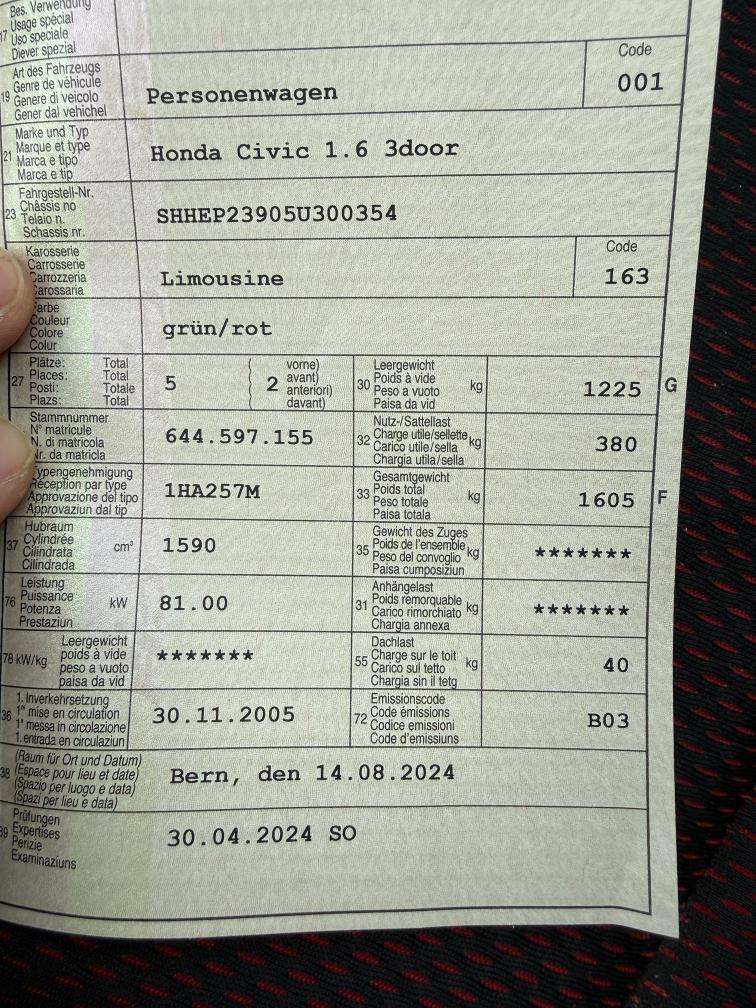 Bes. Verwendung
17 Usage spécial
Uso speciale
Diever spezial
19 Art des Fahrzeugs
Genre de véhicule
Genere di veicolo
Gener dal vehichel
Personenwagen
Code
001
21 Marke und Typ
Marque et type
Marca e tipo
Marca e tip
Honda Civic 1.6 3door
23 Fahrgestell-Nr.
Châssis no
Telaio n.
Schassis nr.
SHHEP23905U300354
Karosserie
Carrosserie
Carrozzeria
Carossaria
Limousine
Code
163
Farbe
Couleur
Colore
Colur
grün/rot
27 Plätze: Total
Places: Total
Posti: Totale
Plazs: Total
5
2
vorne)
avant)
anteriori)
davant)
30 Leergewicht
Poids à vide
Peso a vuoto
Paisa da vid
kg
1225 G
Stammnummer
N° matricule
N. di matricola
Nr. da matricla
644.597.155
32 Nutz-/Sattellast
Charge utile/sellette
Carico utile/sella
Chargia utila/sella
kg
380
Typengenehmigung
Réception par type
Approvazione del tipo
Approvaziun dal tip
1HA257M
33 Gesamtgewicht
Poids total
Peso totale
Paisa totala
kg
1605 F
37 Hubraum
Cylindrée
Cilindrata
Cilindrada
cm³
1590
35 Gewicht des Zuges
Poids de l'ensemble
Peso del convoglio
Paisa cumposiziun
kg
*******
76 Leistung
Puissance
Potenza
Prestaziun
kW
81.00
31 Anhängelast
Poids remorquable
Carico rimorchiato
Chargia annexa
kg
*******
78 kW/kg
Leergewicht
poids à vide
peso a vuoto
paisa da vid
*******
55 Dachlast
Charge sur le toit
Carico sul tetto
Chargia sin il tetg
kg
40
36 1. Inverkehrsetzung
1re mise en circulation
1a messa in circolazione
1. entrada en circulaziun
30.11.2005
72 Emissionscode
Code émissions
Codice emissioni
Code d'emissiuns
B03
38 (Raum für Ort und Datum)
(Espace pour lieu et date)
(Spazio per luogo e data)
(Spazi per lieu e data)
Bern, den 14.08.2024
39 Prüfungen
Expertises
Perizie
Examinaziuns
30.04.2024 SO